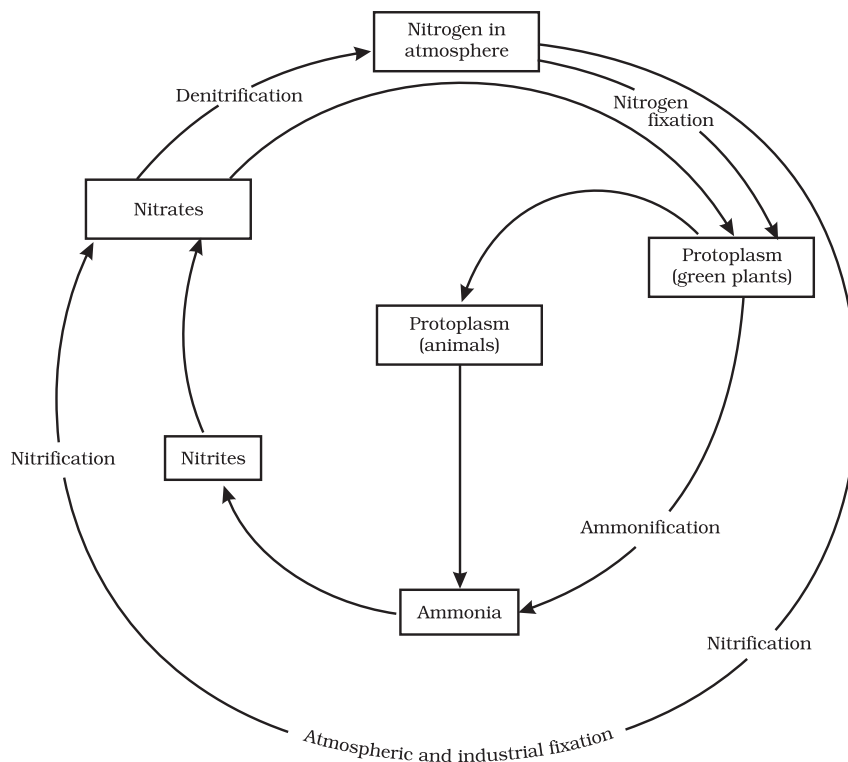 Nitrogen in
atmosphere
Denitrification
Nitrogen
fixation
Nitrates
Protoplasm
(green plants)
Protoplasm
(animals)
Nitrification
Nitrites
Ammonification
Ammonia
Nitrification
Atmospheric and industrial fixation